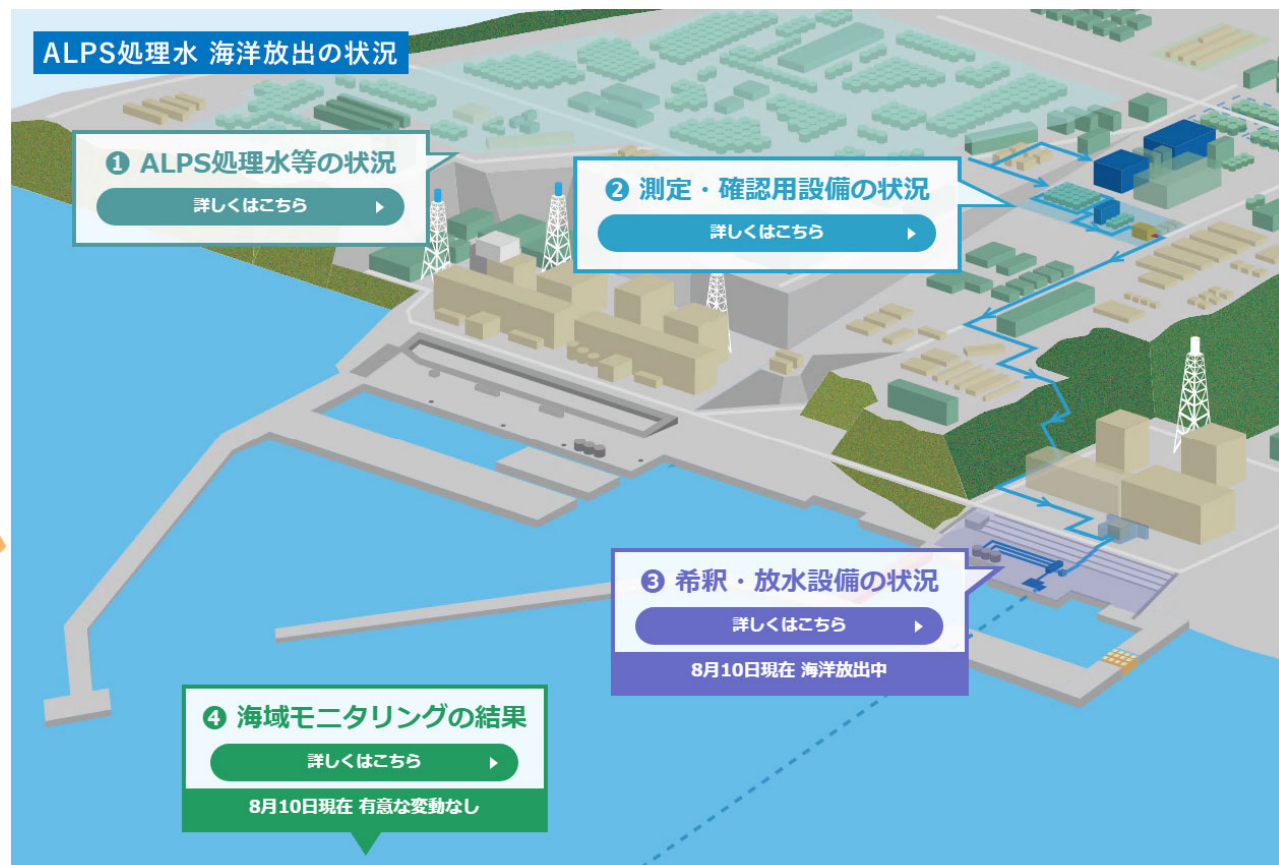 ALPS処理水 海洋放出の状況
❶ ALPS処理水等の状況
詳しくはこちら
❷ 測定・確認用設備の状況
詳しくはこちら
❸ 希釈・放水設備の状況
詳しくはこちら
8月10日現在 海洋放出中
❹ 海域モニタリングの結果
詳しくはこちら
8月10日現在 有意な変動なし